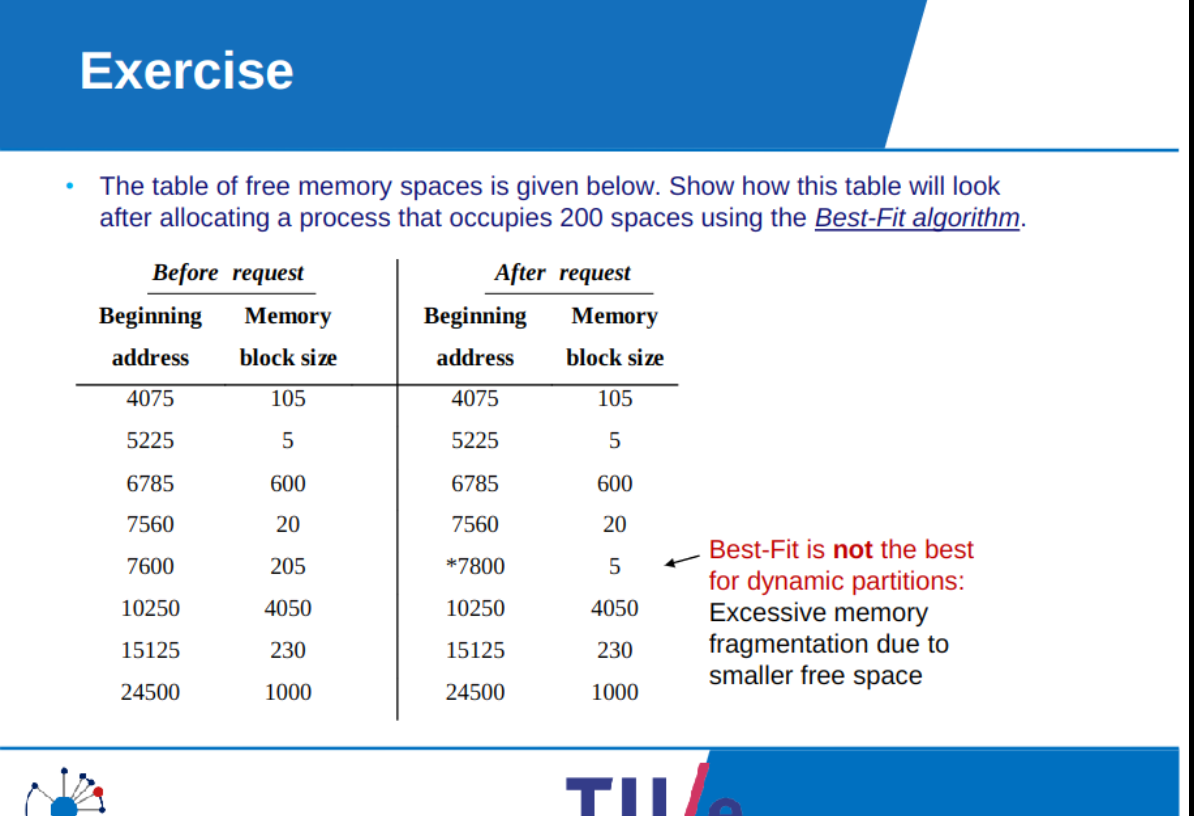 Exercise
• The table of free memory spaces is given below. Show how this table will look
after allocating a process that occupies 200 spaces using the Best-Fit algorithm.
Before request After request
Beginning Memory Beginning Memory
address block size address block size
4075 105 4075 105
5225 5 5225 5
6785 600 6785 600
7560 20 7560 20
7600 205 *7800 5
10250 4050 10250 4050
15125 230 15125 230
24500 1000 24500 1000
Best-Fit is not the best
for dynamic partitions:
Excessive memory
fragmentation due to
smaller free space
TU/e